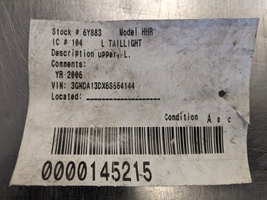 Stock # 6Y883 Model HHR
IC # 104 L TAILLIGHT
Description upper, L.
Comments:
YR 2006
VIN: 3GNDA13DX6S554144
Located:
Condition A s c
0000145215